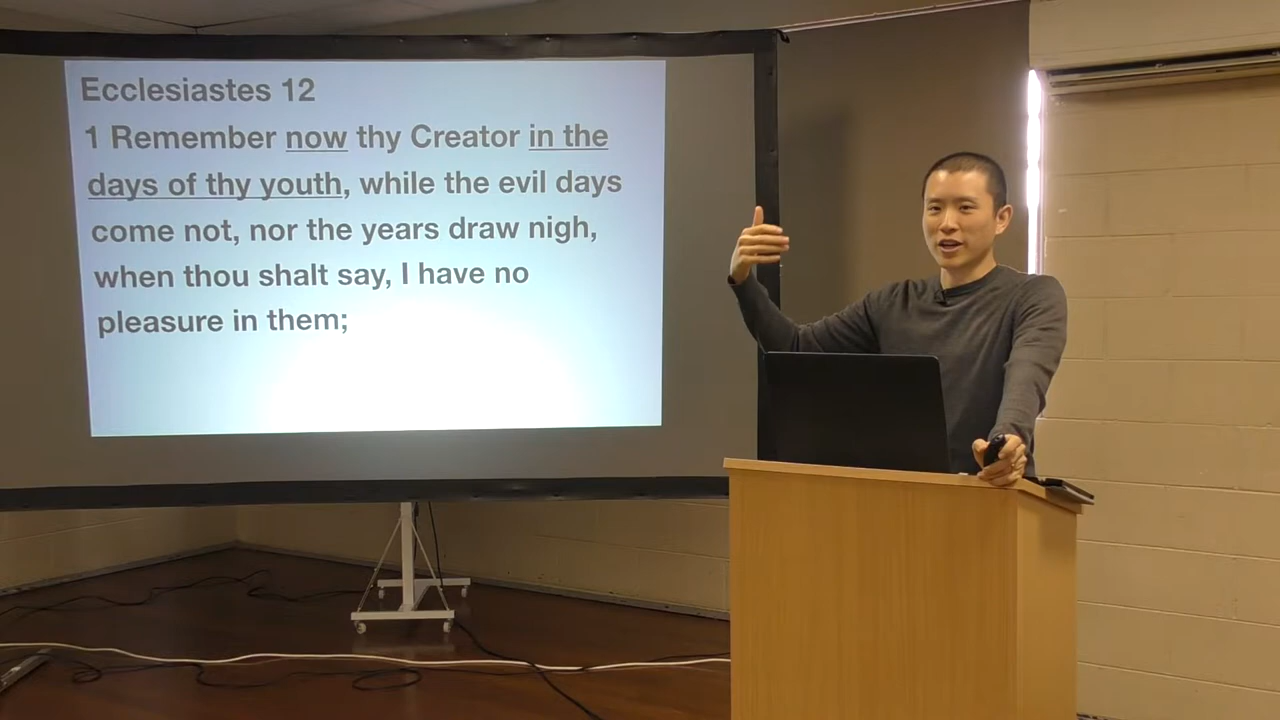 Ecclesiastes 12
1 Remember now thy Creator in the
days of thy youth, while the evil days
come not, nor the years draw nigh,
when thou shalt say, I have no
pleasure in them;